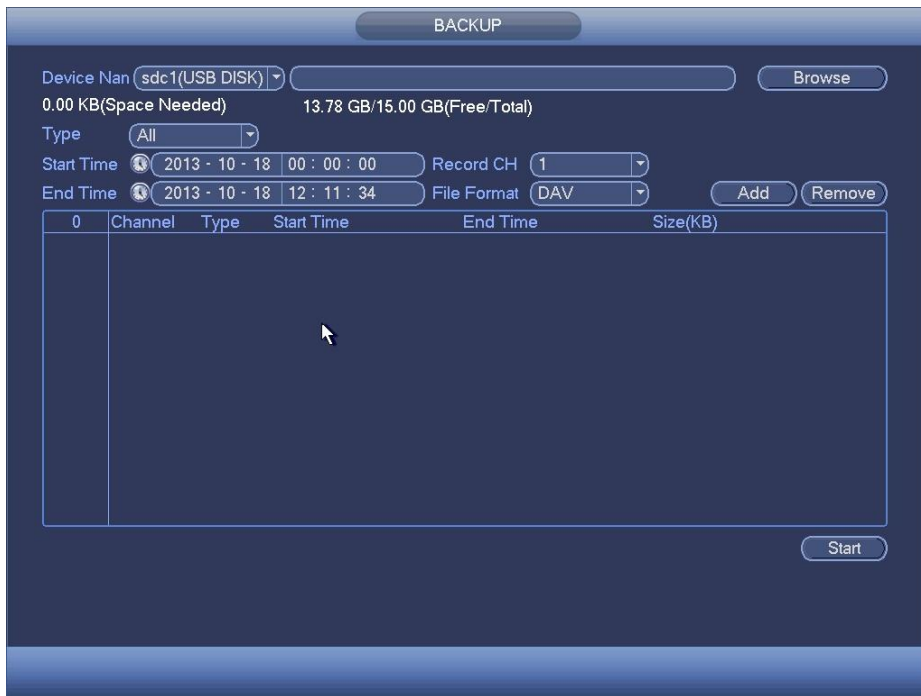 BACKUP
Device Nan sdc1(USB DISK) Browse
0.00 KB(Space Needed) 13.78 GB/15.00 GB(Free/Total)
Type All
Start Time 2013 - 10 - 18 00 : 00 : 00 Record CH 1
End Time 2013 - 10 - 18 12 : 11 : 34 File Format DAV Add Remove
0 Channel Type Start Time End Time Size(KB)
Start